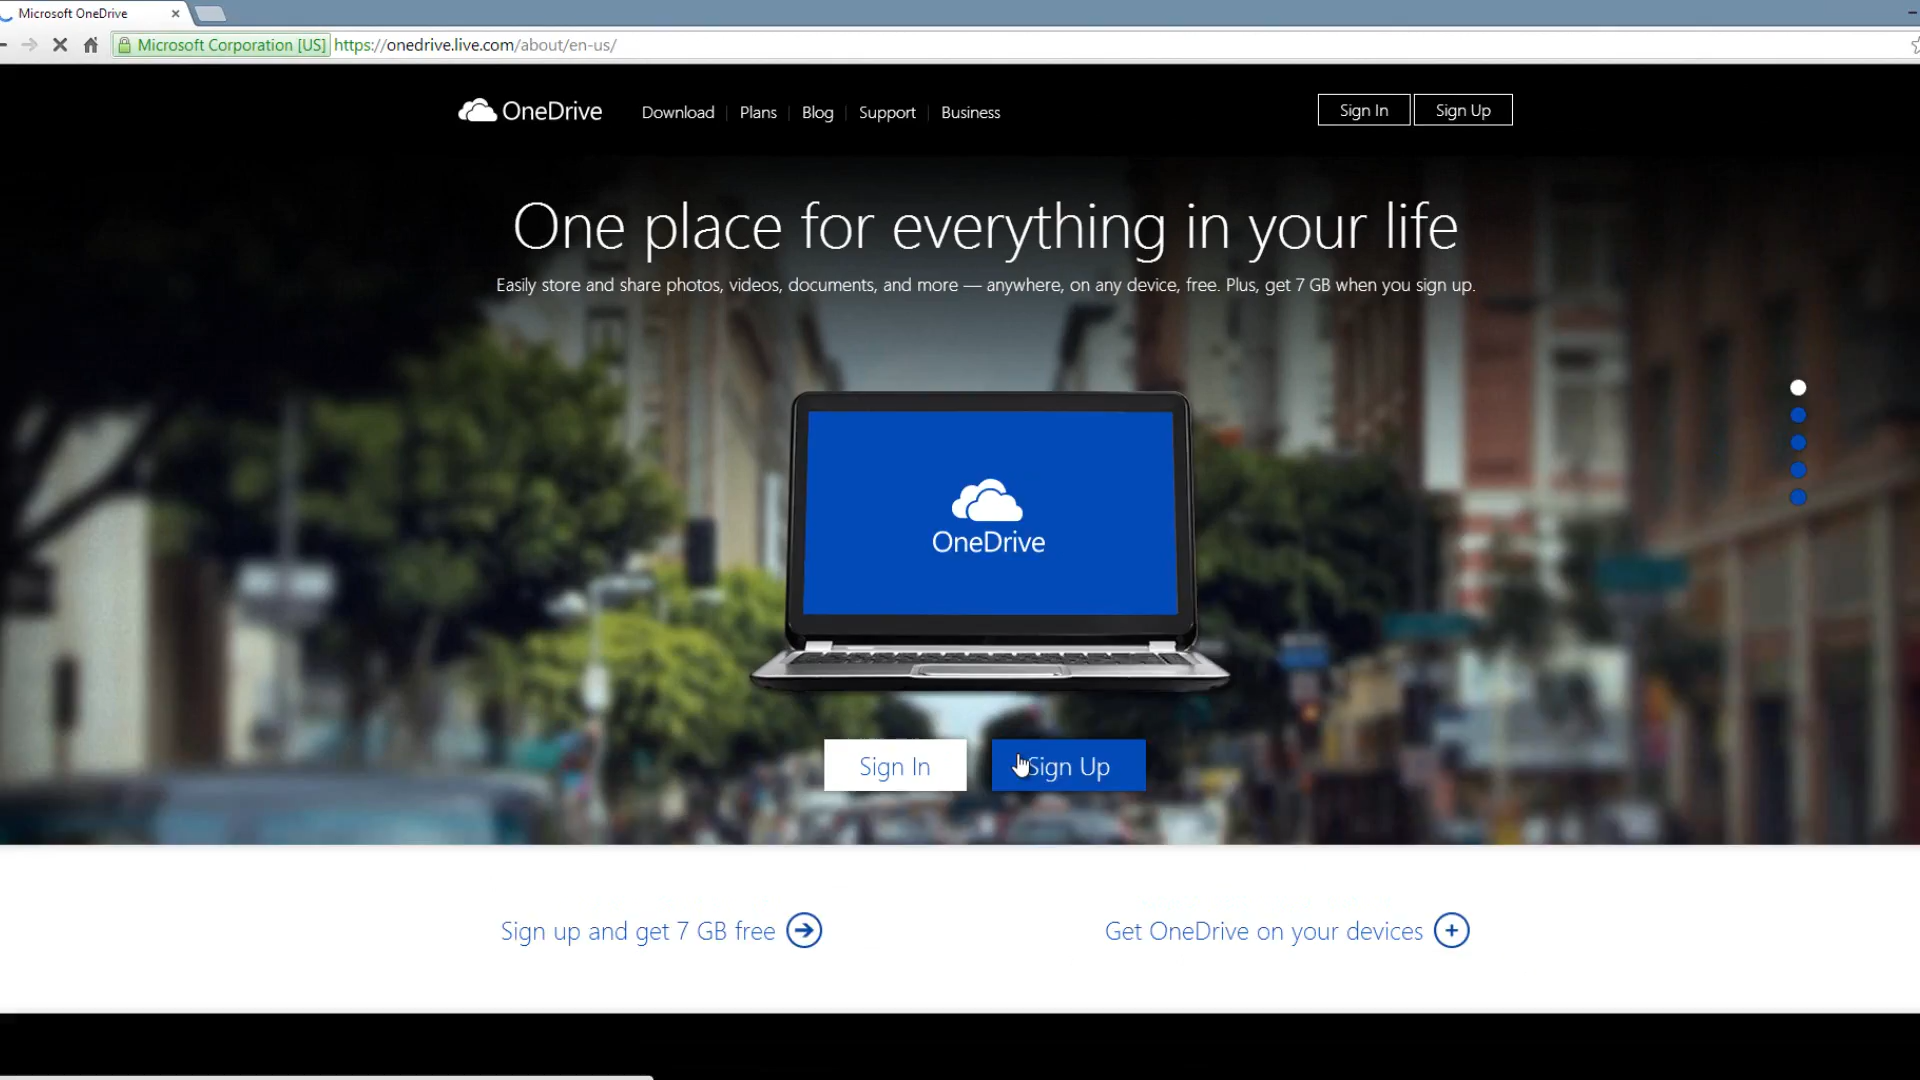 Microsoft OneDrive
Microsoft Corporation [US] https://onedrive.live.com/about/en-us/
OneDrive Download Plans Blog Support Business Sign In Sign Up
One place for everything in your life
Easily store and share photos, videos, documents, and more — anywhere, on any device, free. Plus, get 7 GB when you sign up.
OneDrive
Sign In Sign Up
Sign up and get 7 GB free Get OneDrive on your devices